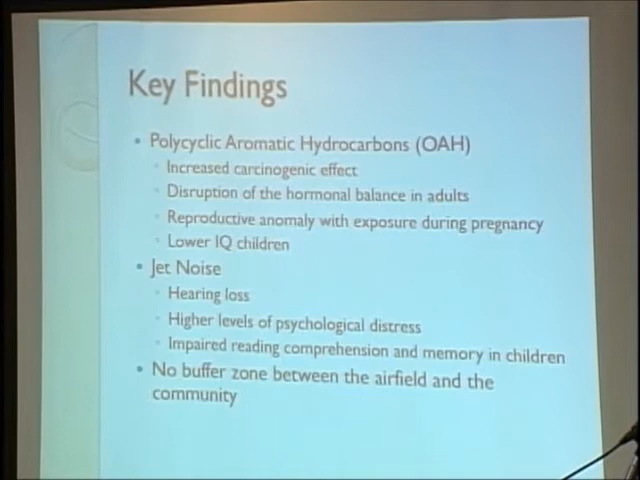 Key Findings
Polycyclic Aromatic Hydrocarbons (OAH)
Increased carcinogenic effect
Disruption of the hormonal balance in adults
Reproductive anomaly with exposure during pregnancy
Lower IQ children
Jet Noise
Hearing loss
Higher levels of psychological distress
Impaired reading comprehension and memory in children
No buffer zone between the airfield and the
community